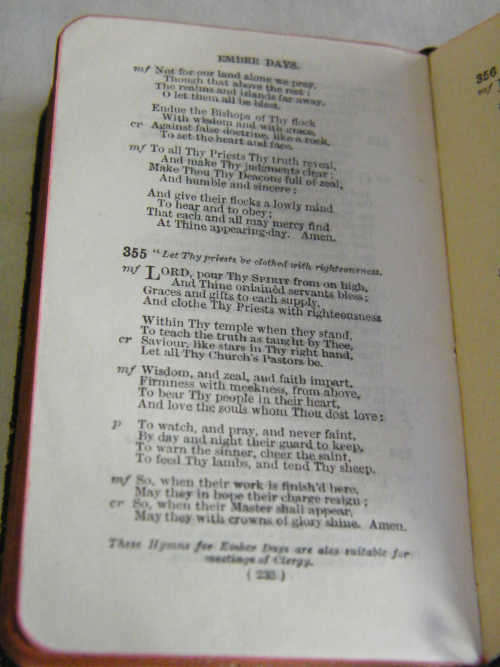 EMBER DAYS.
mf Not for our land alone we pray,
Though that above the rest;
The realms and islands far away,
O let them all be blest.
Endue the Bishops of Thy flock
With wisdom and with grace,
cr Against false doctrine, like a rock,
To set the heart and face.
mf To all Thy Priests Thy truth reveal,
And make Thy judgments clear;
Make Thou Thy Deacons full of zeal,
And humble and sincere;
And give their flocks a lowly mind
To hear and to obey;
That each and all may mercy find
At Thine appearing-day. Amen.
355 "Let Thy priests be clothed with righteousness.
mf LORD, pour Thy SPIRIT from on high,
And Thine ordainèd servants bless;
Graces and gifts to each supply,
And clothe Thy Priests with righteousness
Within Thy temple when they stand,
To teach the truth as taught by Thee,
cr Saviour, like stars in Thy right hand,
Let all Thy Church's Pastors be.
mf Wisdom, and zeal, and faith impart,
Firmness with meekness, from above,
To bear Thy people in their heart,
And love the souls whom Thou dost love;
p To watch, and pray, and never faint,
By day and night their guard to keep,
To warn the sinner, cheer the saint,
To feed Thy lambs, and tend Thy sheep.
mf So, when their work is finish'd here,
May they in hope their charge resign;
cr So, when their Master shall appear,
May they with crowns of glory shine. Amen.
These Hymns for Ember Days are also suitable for
meetings of Clergy.
( 233 )
356
mf